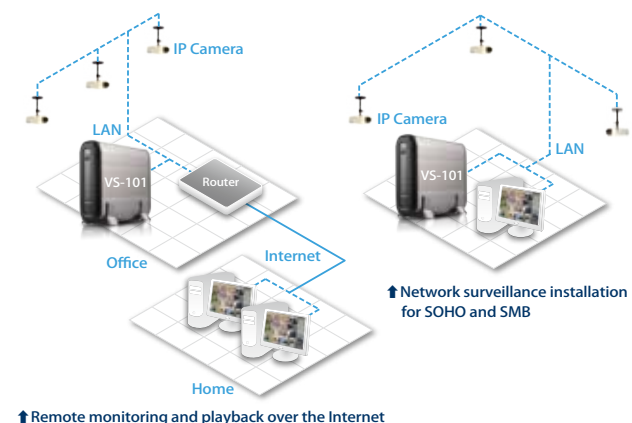 IP Camera
LAN
VS-101
Router
Office
Internet
Home
⬆ Remote monitoring and playback over the Internet
IP Camera
LAN
VS-101
⬆ Network surveillance installation
for SOHO and SMB